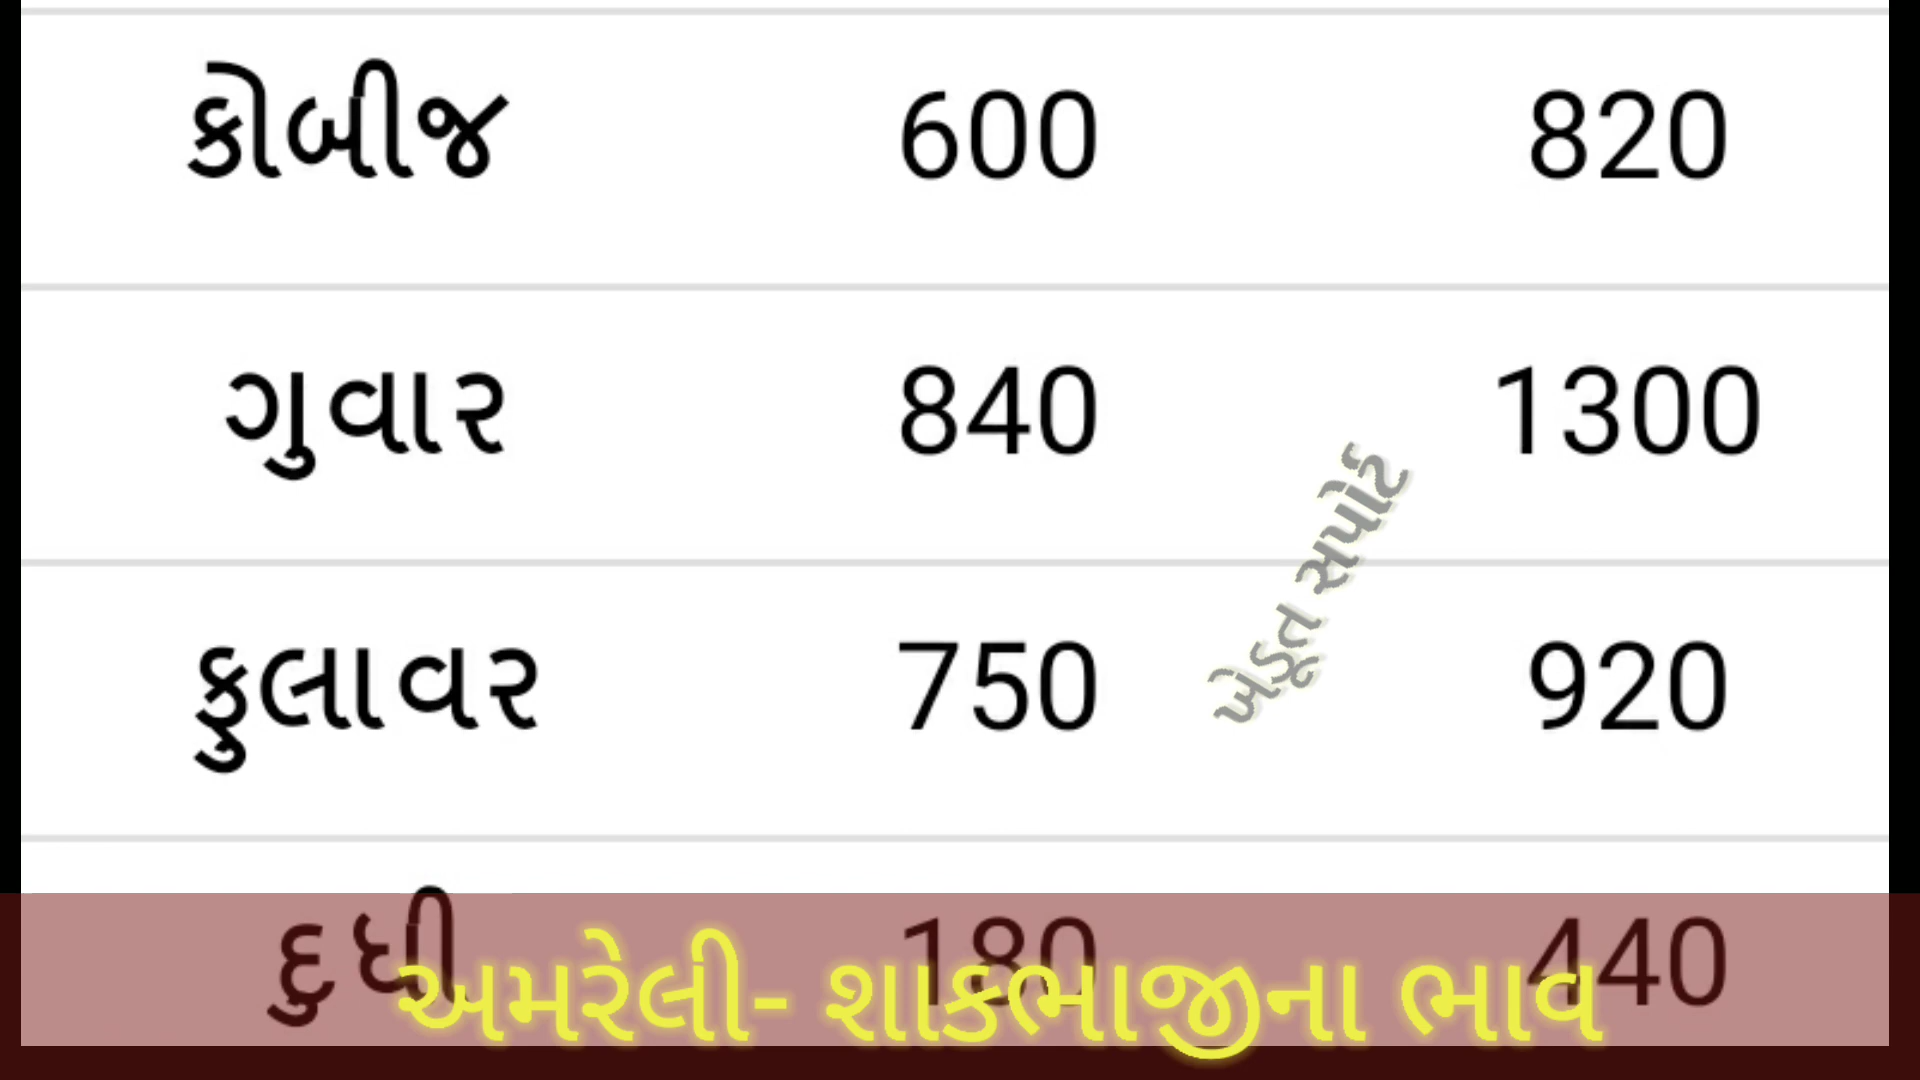 કોબીજ 600 820
ગુવાર 840 1300
ખેડૂત સપોર્ટ
ફુલાવર 750 920
દુધી 180 440
અમરેલી- શાકભાજીના ભાવ